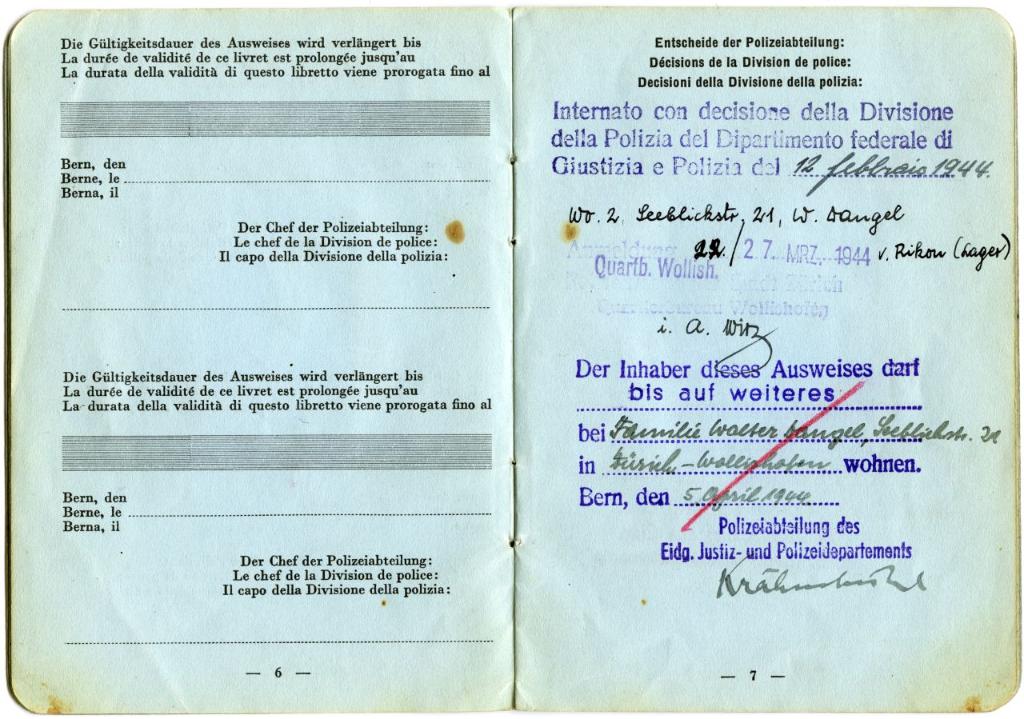 Die Gültigkeitsdauer des Ausweises wird verlängert bis
La durée de validité de ce livret est prolongée jusqu'au
La durata della validità di questo libretto viene prorogata fino al
Bern, den
Berne, le
Berna, il
Der Chef der Polizeiabteilung:
Le chef de la Division de police:
Il capo della Divisione della polizia:
Die Gültigkeitsdauer des Ausweises wird verlängert bis
La durée de validité de ce livret est prolongée jusqu'au
La durata della validità di questo libretto viene prorogata fino al
Bern, den
Berne, le
Berna, il
Der Chef der Polizeiabteilung:
Le chef de la Division de police:
Il capo della Divisione della polizia:
— 6 —
Entscheide der Polizeiabteilung:
Décisions de la Division de police:
Decisioni della Divisione della polizia:
Internato con decisione della Divisione
della Polizia del Dipartimento federale di
Giustizia e Polizia del 12 febbraio 1944.
Wo. 2 Seeblickstr. 21, W. Dangel
Anmeldung 22./27. MRZ. 1944 v. Rikon (Lager)
Quartb. Wollish.
Stadt Zürich
Quartierbureau Wollishofen
i. A. Wirz
Der Inhaber dieses Ausweises darf
bis auf weiteres
bei Familie Walter Dangel, Seeblickstr. 21
in Zürich-Wollishofen wohnen.
Bern, den 5. April 1944
Polizeiabteilung des
Eidg. Justiz- und Polizeidepartements
— 7 —